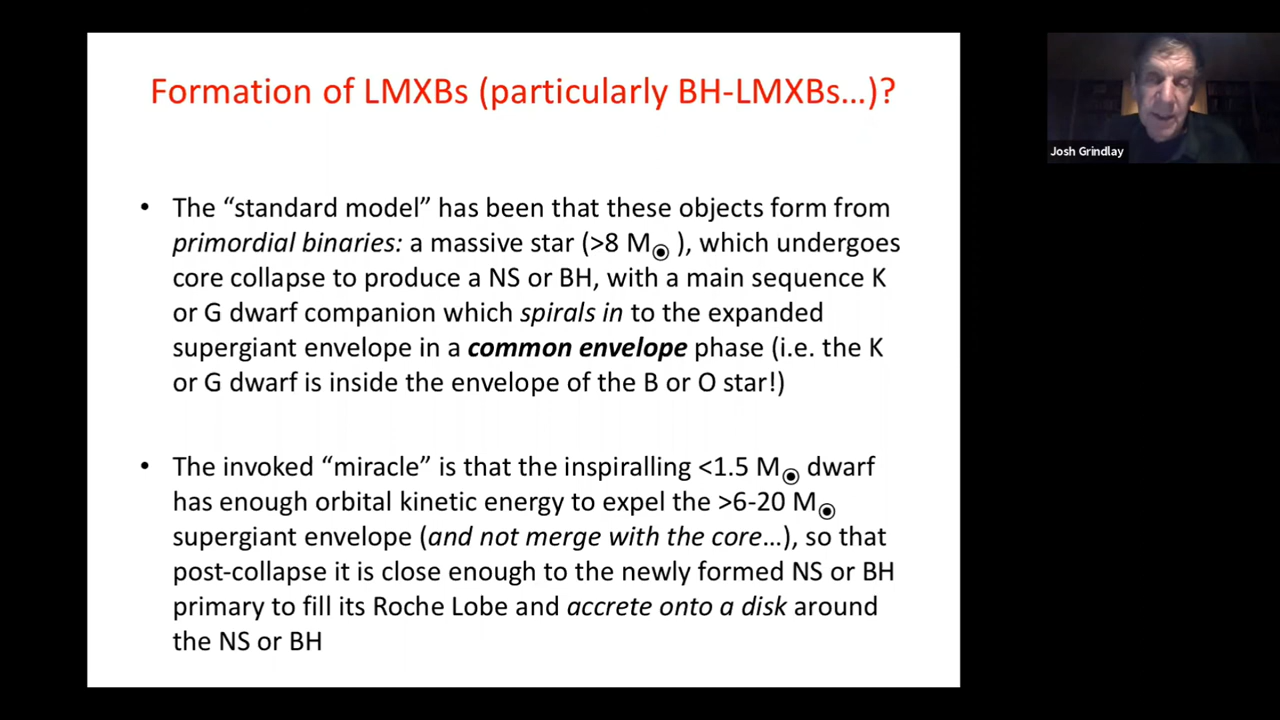 Formation of LMXBs (particularly BH-LMXBs…)?
• The “standard model” has been that these objects form from
primordial binaries: a massive star (>8 M☉ ), which undergoes
core collapse to produce a NS or BH, with a main sequence K
or G dwarf companion which spirals in to the expanded
supergiant envelope in a common envelope phase (i.e. the K
or G dwarf is inside the envelope of the B or O star!)
• The invoked “miracle” is that the inspiralling <1.5 M☉ dwarf
has enough orbital kinetic energy to expel the >6-20 M☉
supergiant envelope (and not merge with the core…), so that
post-collapse it is close enough to the newly formed NS or BH
primary to fill its Roche Lobe and accrete onto a disk around
the NS or BH
Josh Grindlay